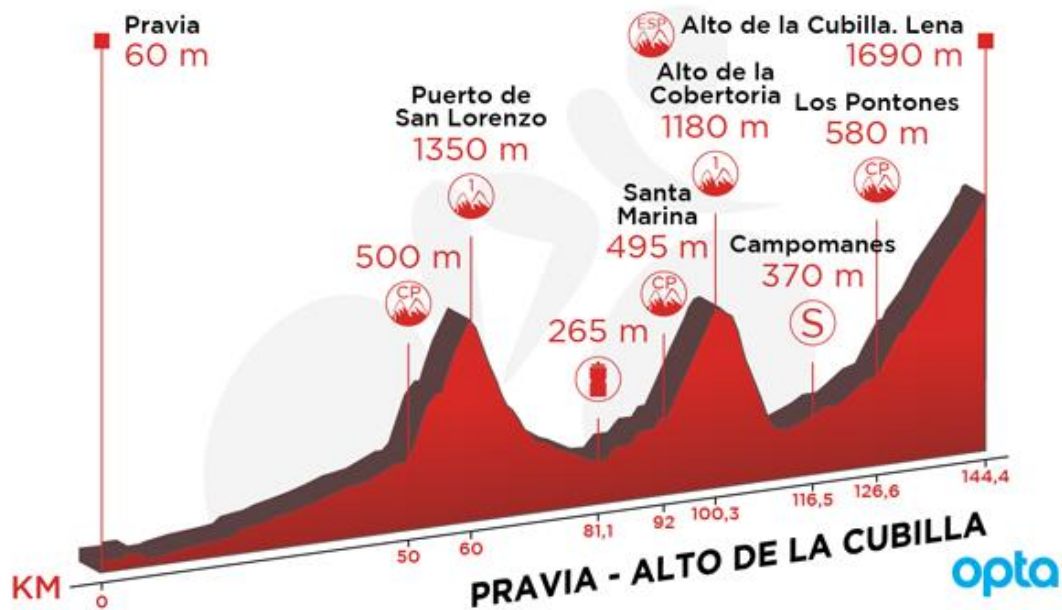 Pravia
60 m
ESP
Alto de la Cubilla. Lena
1690 m
Puerto de
San Lorenzo
1350 m
1
Alto de la
Cobertoria
1180 m
1
Los Pontones
580 m
CP
500 m
CP
Santa
Marina
495 m
CP
Campomanes
370 m
S
265 m
KM
0
50
60
81,1
92
100,3
116,5
126,6
144,4
PRAVIA - ALTO DE LA CUBILLA
opta